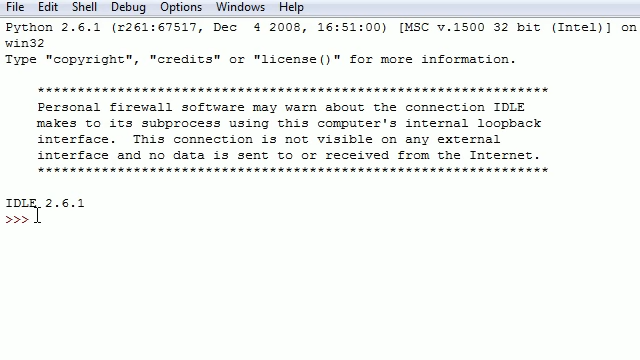 File Edit Shell Debug Options Windows Help
Python 2.6.1 (r261:67517, Dec  4 2008, 16:51:00) [MSC v.1500 32 bit (Intel)] on
win32
Type "copyright", "credits" or "license()" for more information.
****************************************************************
Personal firewall software may warn about the connection IDLE
makes to its subprocess using this computer's internal loopback
interface.  This connection is not visible on any external
interface and no data is sent to or received from the Internet.
****************************************************************
IDLE 2.6.1
>>>